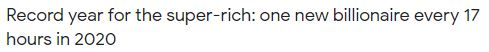 Record year for the super-rich: one new billionaire every 17
hours in 2020